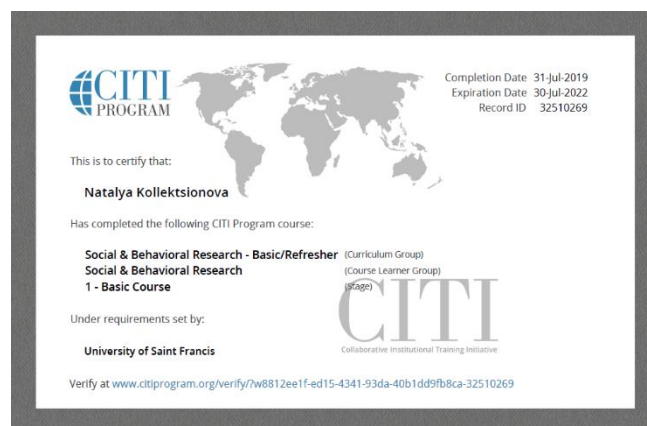 CITI
PROGRAM
Completion Date 31-Jul-2019
Expiration Date 30-Jul-2022
Record ID 32510269
This is to certify that:
Natalya Kollektsionova
Has completed the following CITI Program course:
Social & Behavioral Research - Basic/Refresher (Curriculum Group)
Social & Behavioral Research (Course Learner Group)
1 - Basic Course (Stage)
Under requirements set by:
University of Saint Francis
CITI
Collaborative Institutional Training Initiative
Verify at www.citiprogram.org/verify/?w8812ee1f-ed15-4341-93da-40b1dd9fb8ca-32510269